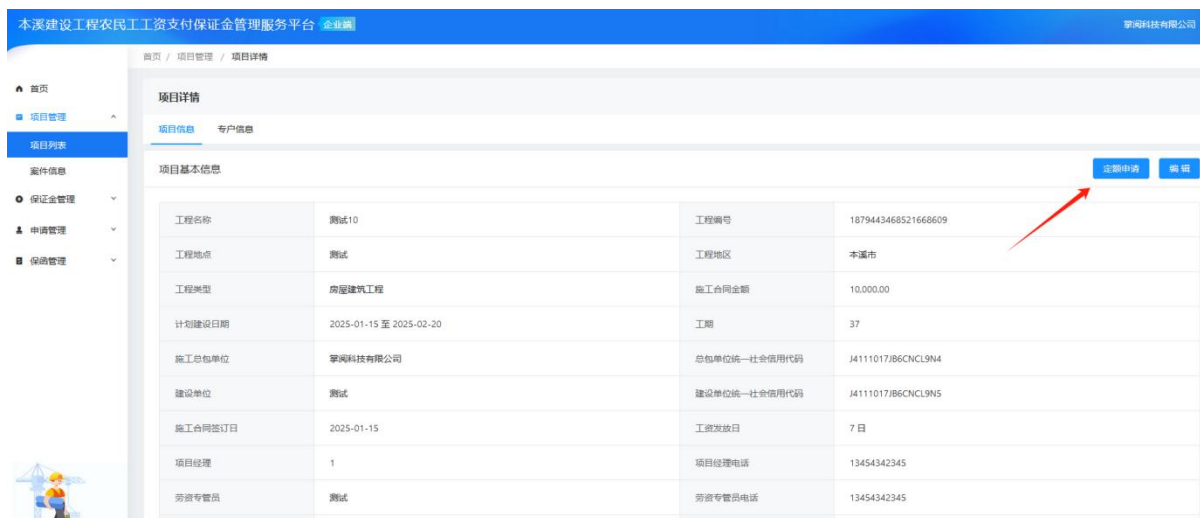 本溪建设工程农民工工资支付保证金管理服务平台 企业端 掌阅科技有限公司
首页 / 项目管理 / 项目详情
首页
项目管理
项目列表
案件信息
保证金管理
申请管理
保函管理
项目详情
项目信息 专户信息
项目基本信息 定额申请 编 辑
工程名称 测试10 工程编号 1879443468521668609
工程地点 测试 工程地区 本溪市
工程类型 房屋建筑工程 施工合同金额 10,000.00
计划建设日期 2025-01-15 至 2025-02-20 工期 37
施工总包单位 掌阅科技有限公司 总包单位统一社会信用代码 J4111017JB6CNCL9N4
建设单位 测试 建设单位统一社会信用代码 J4111017JB6CNCL9N5
施工合同签订日 2025-01-15 工资发放日 7 日
项目经理 1 项目经理电话 13454342345
劳资专管员 测试 劳资专管员电话 13454342345